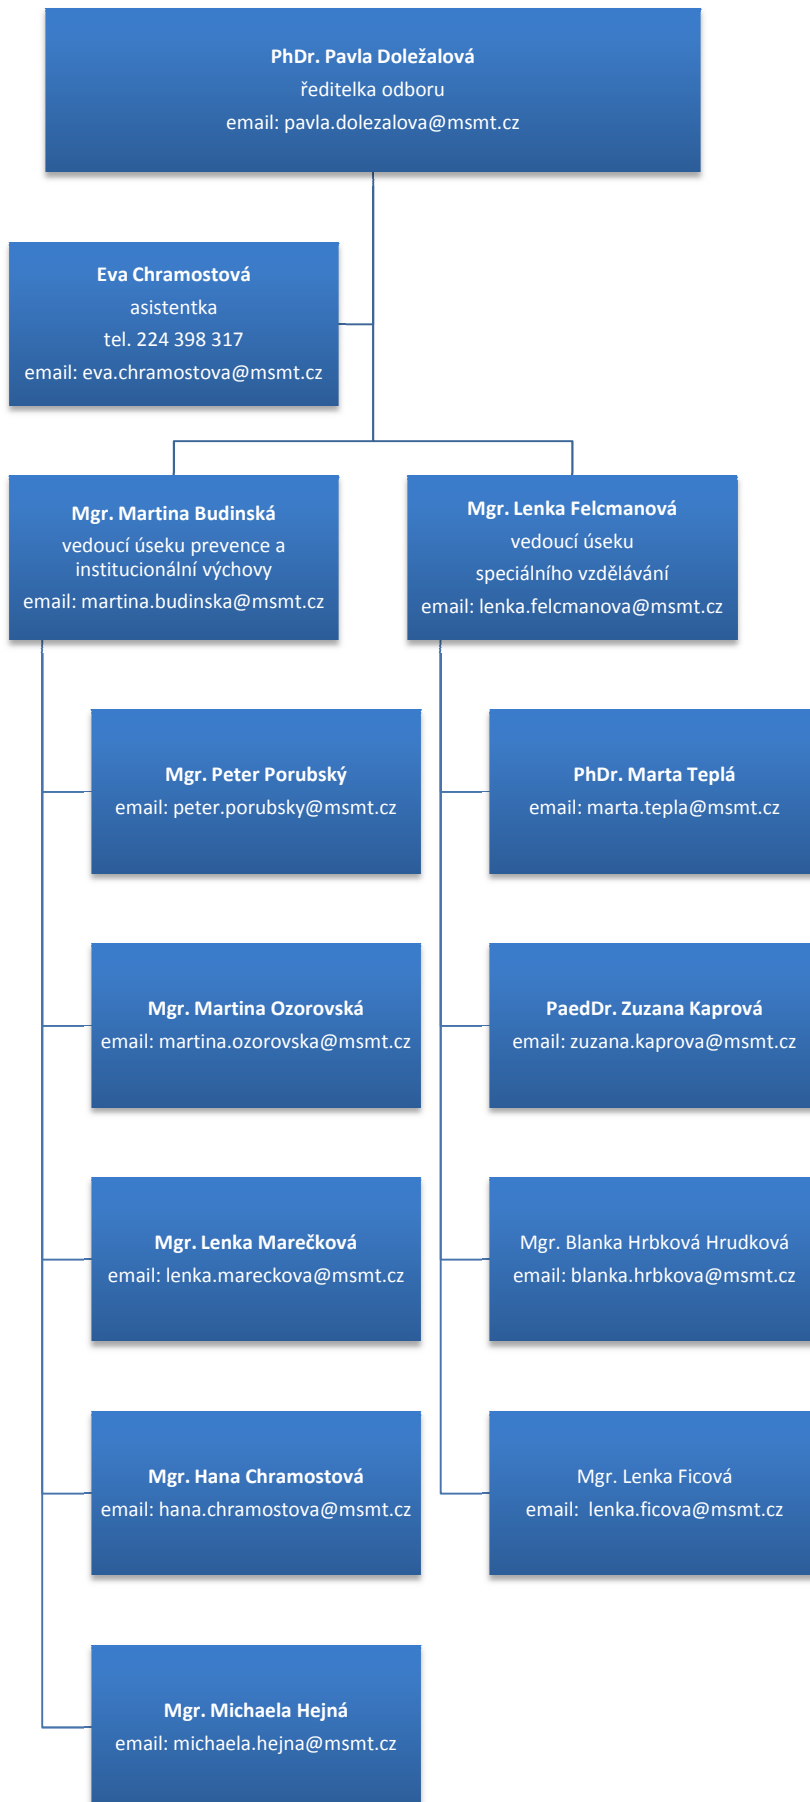 PhDr. Pavla Doležalová
ředitelka odboru
email: pavla.dolezalova@msmt.cz
Eva Chramostová
asistentka
tel. 224 398 317
email: eva.chramostova@msmt.cz
Mgr. Martina Budinská
vedoucí úseku prevence a
institucionální výchovy
email: martina.budinska@msmt.cz
Mgr. Lenka Felcmanová
vedoucí úseku
speciálního vzdělávání
email: lenka.felcmanova@msmt.cz
Mgr. Peter Porubský
email: peter.porubsky@msmt.cz
PhDr. Marta Teplá
email: marta.tepla@msmt.cz
Mgr. Martina Ozorovská
email: martina.ozorovska@msmt.cz
PaedDr. Zuzana Kaprová
email: zuzana.kaprova@msmt.cz
Mgr. Lenka Marečková
email: lenka.mareckova@msmt.cz
Mgr. Blanka Hrbková Hrudková
email: blanka.hrbkova@msmt.cz
Mgr. Hana Chramostová
email: hana.chramostova@msmt.cz
Mgr. Lenka Ficová
email:  lenka.ficova@msmt.cz
Mgr. Michaela Hejná
email: michaela.hejna@msmt.cz